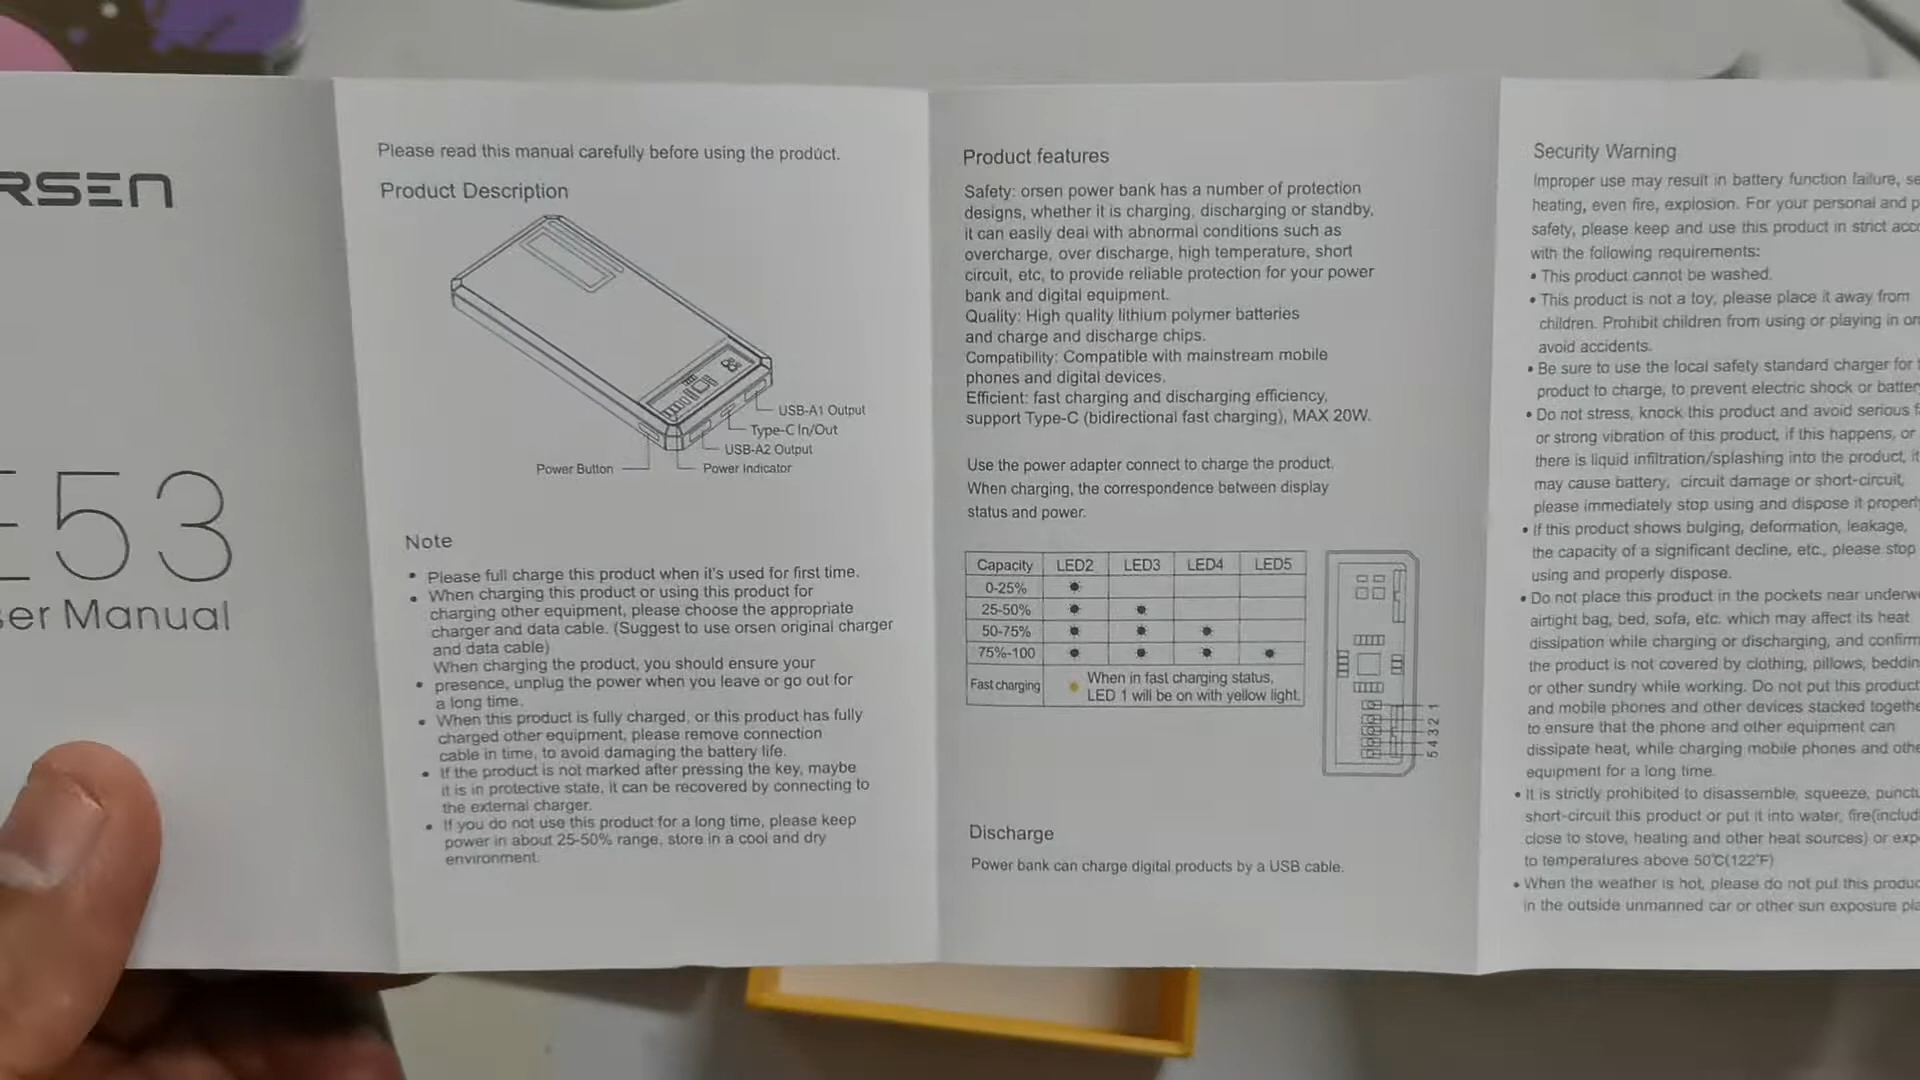 RSEN
E53
User Manual
Please read this manual carefully before using the product.
Product Description
USB-A1 Output
Type-C In/Out
USB-A2 Output
Power Button
Power Indicator
Note
• Please full charge this product when it's used for first time.
• When charging this product or using this product for
charging other equipment, please choose the appropriate
charger and data cable. (Suggest to use orsen original charger
and data cable)
When charging the product, you should ensure your
• presence, unplug the power when you leave or go out for
a long time.
• When this product is fully charged, or this product has fully
charged other equipment, please remove connection
cable in time, to avoid damaging the battery life.
• If the product is not marked after pressing the key, maybe
it is in protective state, it can be recovered by connecting to
the external charger.
• If you do not use this product for a long time, please keep
power in about 25-50% range, store in a cool and dry
environment.
Product features
Safety: orsen power bank has a number of protection
designs, whether it is charging, discharging or standby,
it can easily deal with abnormal conditions such as
overcharge, over discharge, high temperature, short
circuit, etc, to provide reliable protection for your power
bank and digital equipment.
Quality: High quality lithium polymer batteries
and charge and discharge chips.
Compatibility: Compatible with mainstream mobile
phones and digital devices.
Efficient: fast charging and discharging efficiency,
support Type-C (bidirectional fast charging), MAX 20W.
Use the power adapter connect to charge the product.
When charging, the correspondence between display
status and power.
Capacity LED2 LED3 LED4 LED5
0-25%
25-50%
50-75%
75%-100
Fast charging When in fast charging status,
LED 1 will be on with yellow light.
5 4 3 2 1
Discharge
Power bank can charge digital products by a USB cable.
Security Warning
Improper use may result in battery function failure,
heating, even fire, explosion. For your personal and
safety, please keep and use this product in strict
with the following requirements:
• This product cannot be washed.
• This product is not a toy, please place it away from
children. Prohibit children from using or playing in
avoid accidents.
• Be sure to use the local safety standard charger for
product to charge, to prevent electric shock or
• Do not stress, knock this product and avoid serious
or strong vibration of this product, if this happens, or
there is liquid infiltration/splashing into the product, it
may cause battery, circuit damage or short-circuit,
please immediately stop using and dispose it properly
• If this product shows bulging, deformation, leakage,
the capacity of a significant decline, etc., please stop
using and properly dispose.
• Do not place this product in the pockets near
airtight bag, bed, sofa, etc. which may affect its heat
dissipation while charging or discharging, and confirm
the product is not covered by clothing, pillows,
or other sundry while working. Do not put this product
and mobile phones and other devices stacked
to ensure that the phone and other equipment can
dissipate heat, while charging mobile phones and
equipment for a long time.
• It is strictly prohibited to disassemble, squeeze,
short-circuit this product or put it into water,
close to stove, heating and other heat sources) or
to temperatures above 50℃(122℉)
• When the weather is hot, please do not put this
in the outside unmanned car or other sun exposure